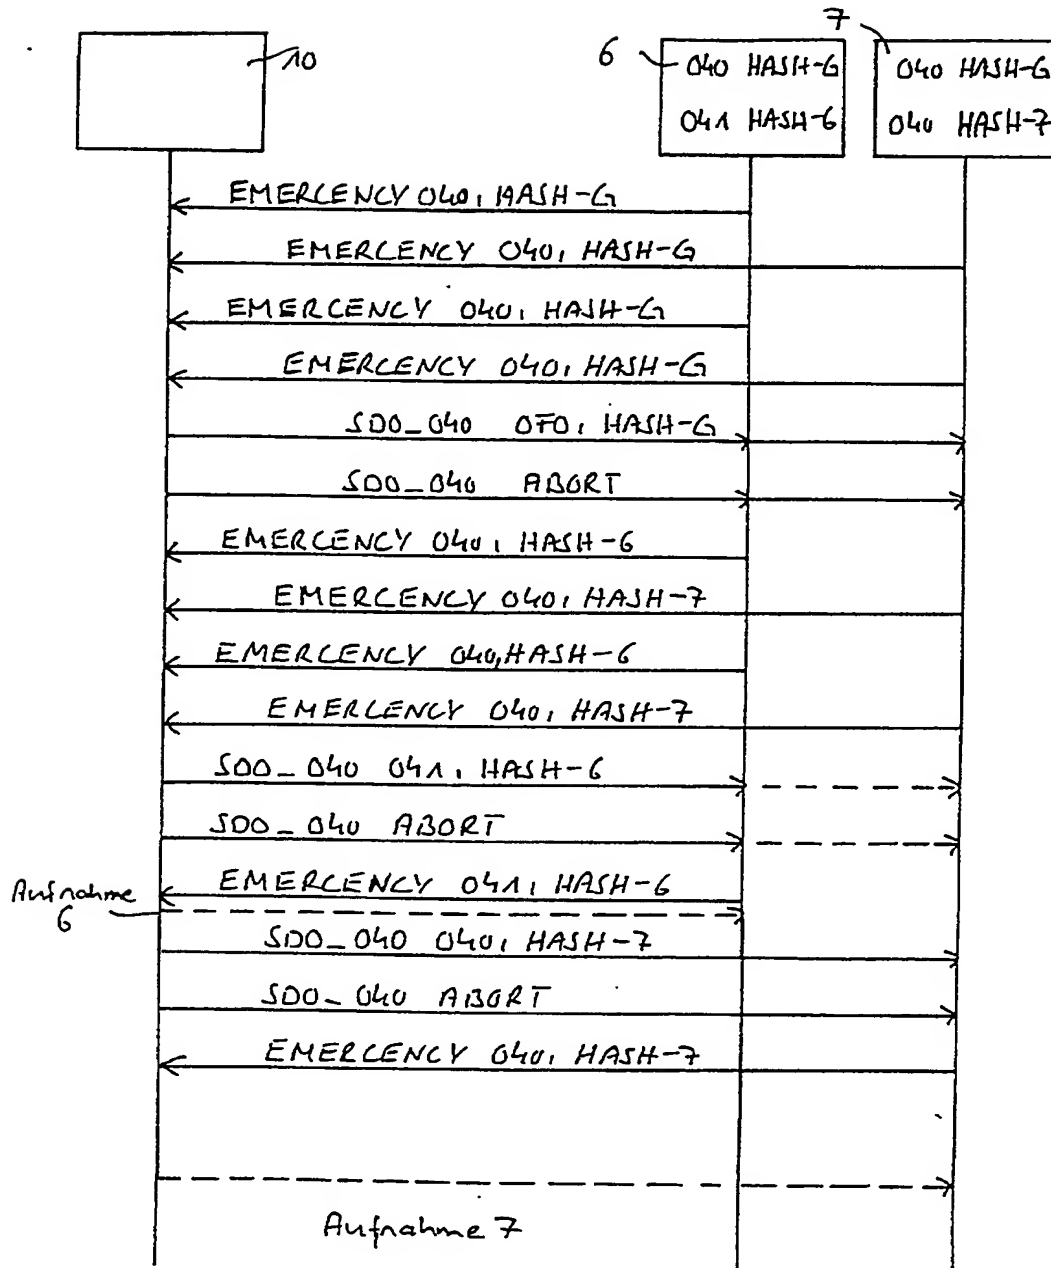 10
6
7
040 HASH-G
041 HASH-6
040 HASH-G
040 HASH-7
EMERGENCY 040, HASH-G
EMERGENCY 040, HASH-G
EMERGENCY 040, HASH-G
EMERGENCY 040, HASH-G
SDO_040 0F0, HASH-G
SDO_040 ABORT
EMERGENCY 040, HASH-6
EMERGENCY 040, HASH-7
EMERGENCY 040, HASH-6
EMERGENCY 040, HASH-7
SDO_040 041, HASH-6
SDO_040 ABORT
EMERGENCY 041, HASH-6
Aufnahme
6
SDO_040 040, HASH-7
SDO_040 ABORT
EMERGENCY 040, HASH-7
Aufnahme 7